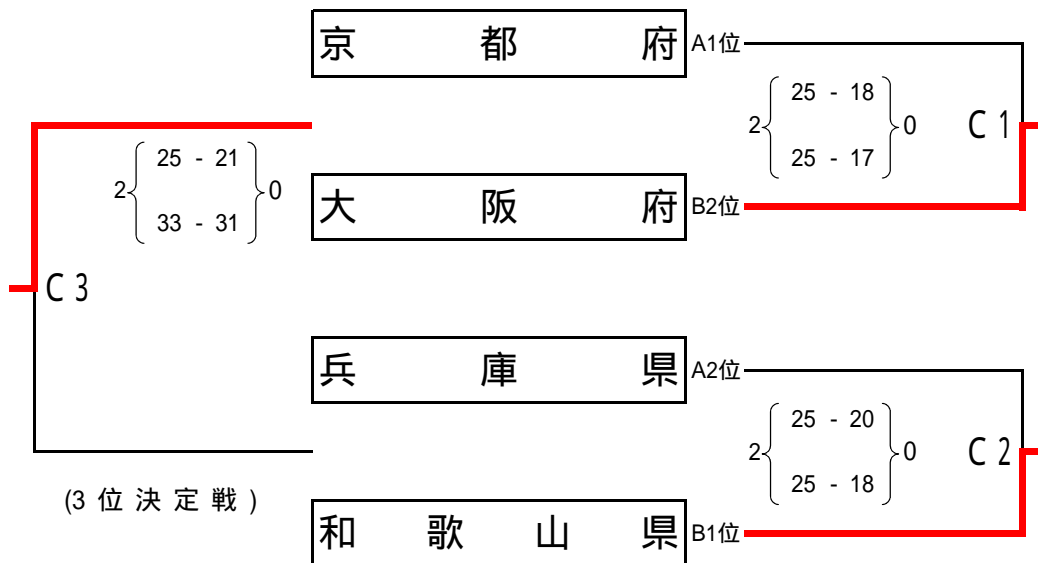 京都府 A1位
2 25 - 18 0 C1
25 - 17
2 25 - 21 0
33 - 31
大阪府 B2位
C3
兵庫県 A2位
2 25 - 20 0 C2
25 - 18
(3位決定戦)
和歌山県 B1位